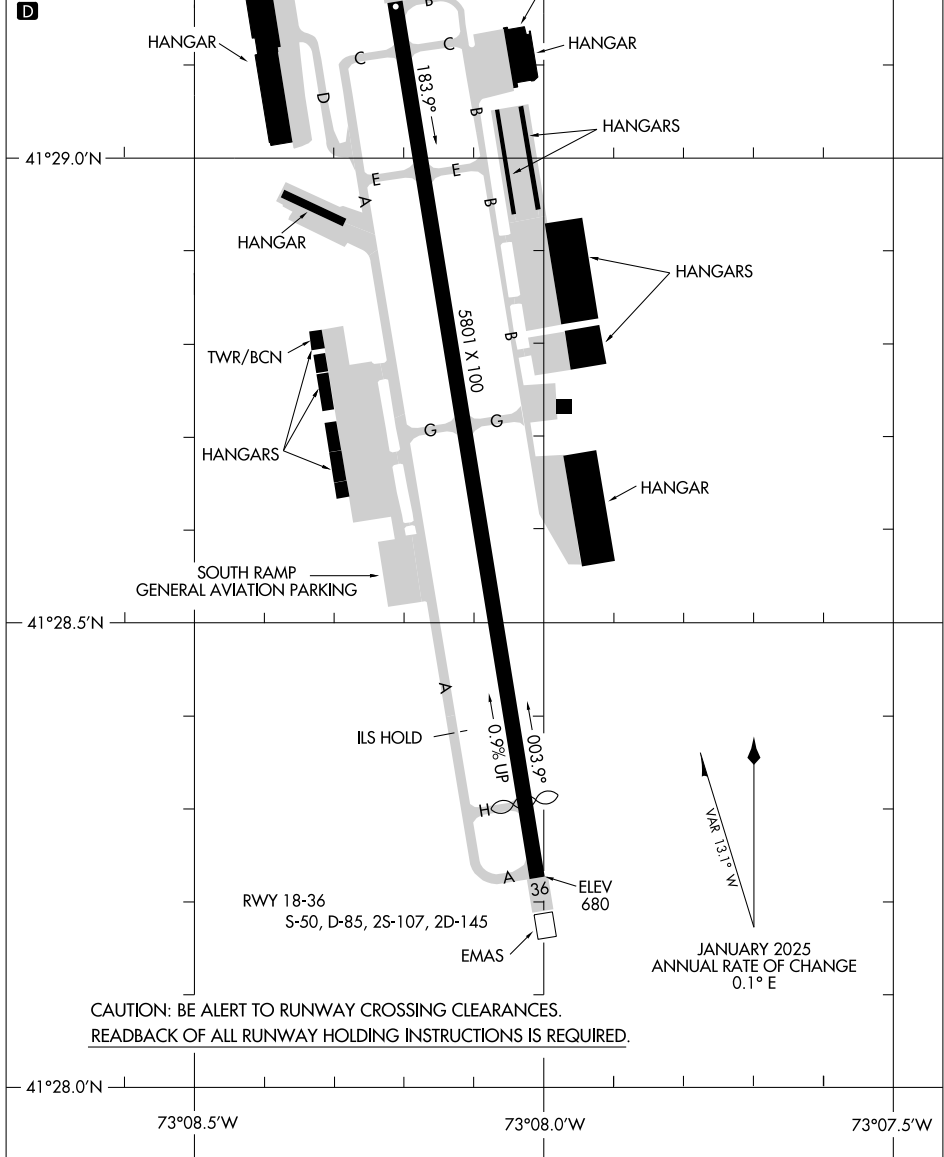 D
B
HANGAR
HANGAR
C
C
183.9°
D
B
HANGARS
41°29.0'N
E
E
A
B
HANGAR
HANGARS
5801 X 100
B
TWR/BCN
G
G
HANGARS
HANGAR
SOUTH RAMP
GENERAL AVIATION PARKING
41°28.5'N
A
ILS HOLD
0.9% UP
003.9°
H
VAR 13.1° W
A
36
ELEV
680
RWY 18-36
S-50, D-85, 2S-107, 2D-145
EMAS
JANUARY 2025
ANNUAL RATE OF CHANGE
0.1° E
CAUTION: BE ALERT TO RUNWAY CROSSING CLEARANCES.
READBACK OF ALL RUNWAY HOLDING INSTRUCTIONS IS REQUIRED.
41°28.0'N
73°08.5'W
73°08.0'W
73°07.5'W